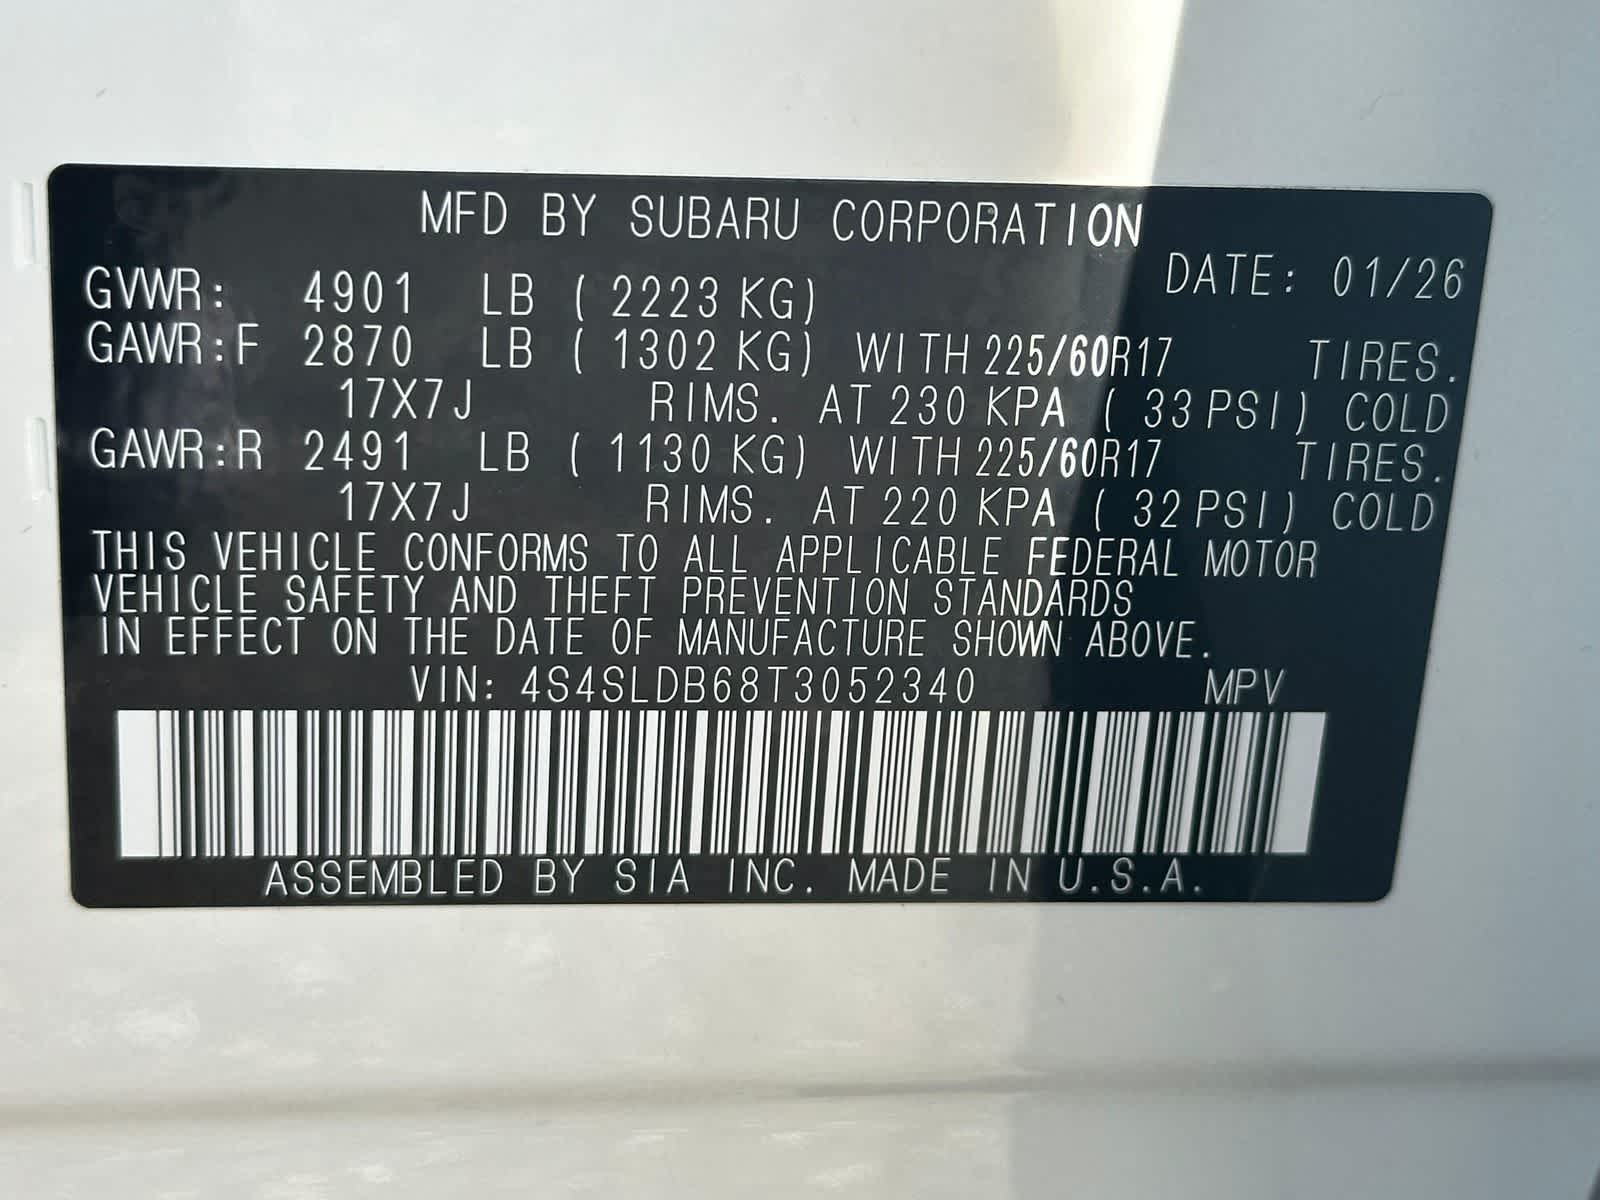 MFD BY SUBARU CORPORATION
DATE: 01/26
GVWR: 4901 LB ( 2223 KG)
GAWR:F 2870 LB ( 1302 KG) WITH 225/60R17 TIRES.
17X7J RIMS. AT 230 KPA ( 33 PSI) COLD
GAWR:R 2491 LB ( 1130 KG) WITH 225/60R17 TIRES.
17X7J RIMS. AT 220 KPA ( 32 PSI) COLD
THIS VEHICLE CONFORMS TO ALL APPLICABLE FEDERAL MOTOR
VEHICLE SAFETY AND THEFT PREVENTION STANDARDS
IN EFFECT ON THE DATE OF MANUFACTURE SHOWN ABOVE.
VIN: 4S4SLDB68T3052340 MPV
ASSEMBLED BY SIA INC. MADE IN U.S.A.